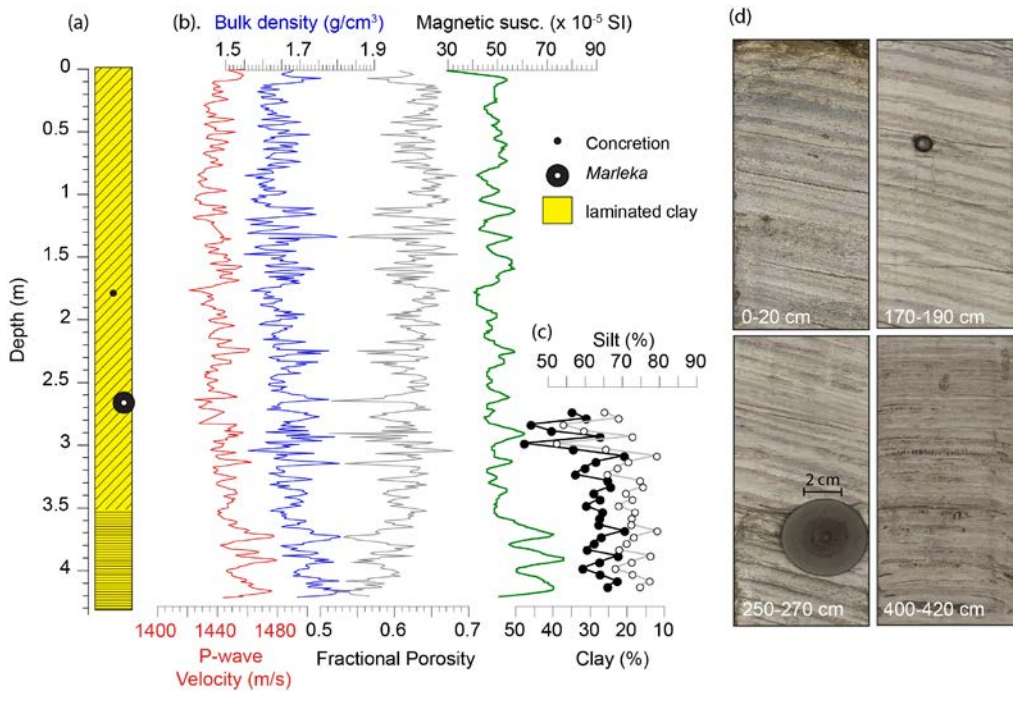 (a)
(b).
Bulk density (g/cm³)
1.5 1.7 1.9
Magnetic susc. (x 10⁻⁵ SI)
30 50 70 90
(d)
Depth (m)
0
0.5
1
1.5
2
2.5
3
3.5
4
Concretion
Marleka
laminated clay
(c)
Silt (%)
50 60 70 80 90
1400 1440 1480
P-wave
Velocity (m/s)
0.5 0.6 0.7
Fractional Porosity
50 40 30 20 10
Clay (%)
0-20 cm
170-190 cm
2 cm
250-270 cm
400-420 cm